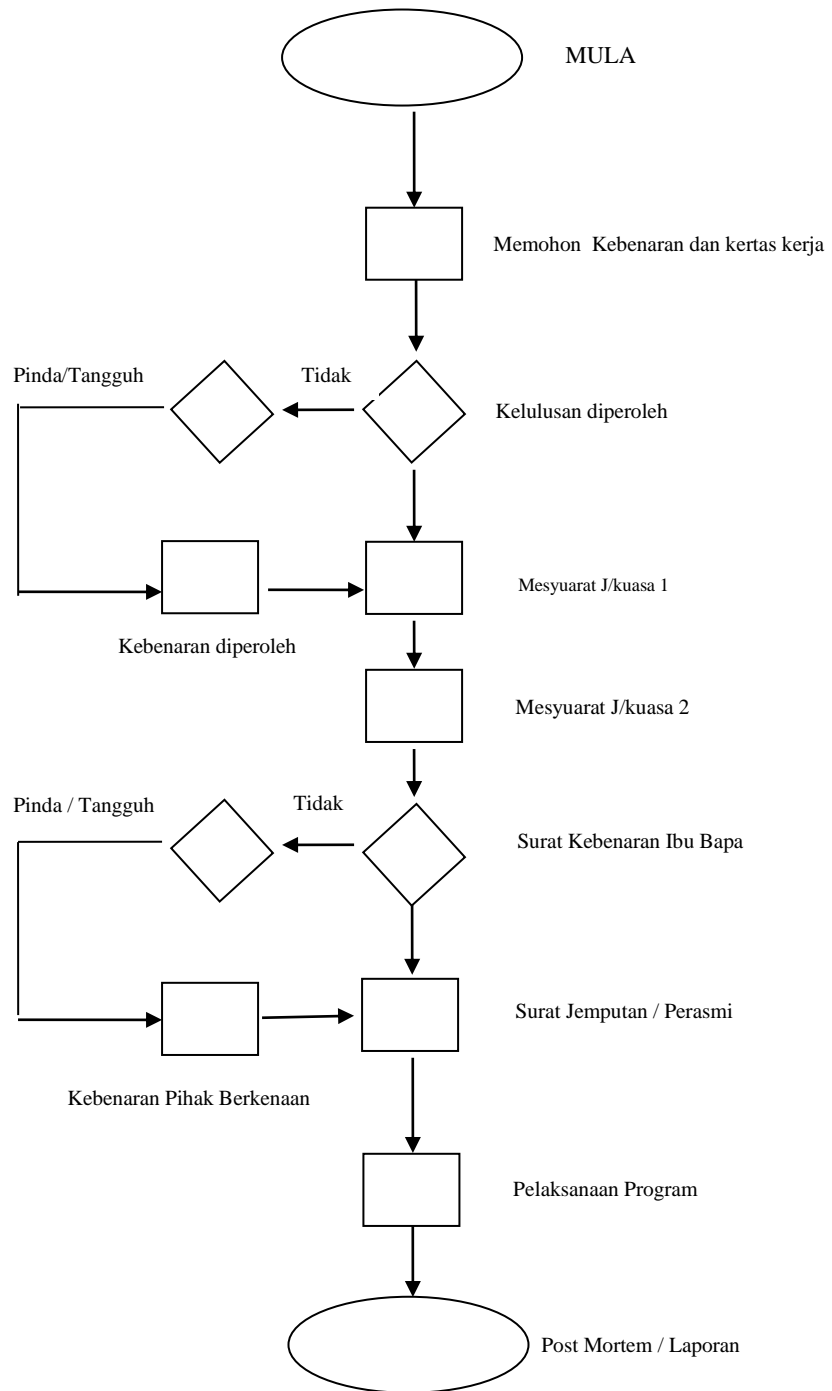 MULA
Memohon Kebenaran dan kertas kerja
Pinda/Tangguh
Tidak
Kelulusan diperoleh
Mesyuarat J/kuasa 1
Kebenaran diperoleh
Mesyuarat J/kuasa 2
Pinda / Tangguh
Tidak
Surat Kebenaran Ibu Bapa
Surat Jemputan / Perasmi
Kebenaran Pihak Berkenaan
Pelaksanaan Program
Post Mortem / Laporan